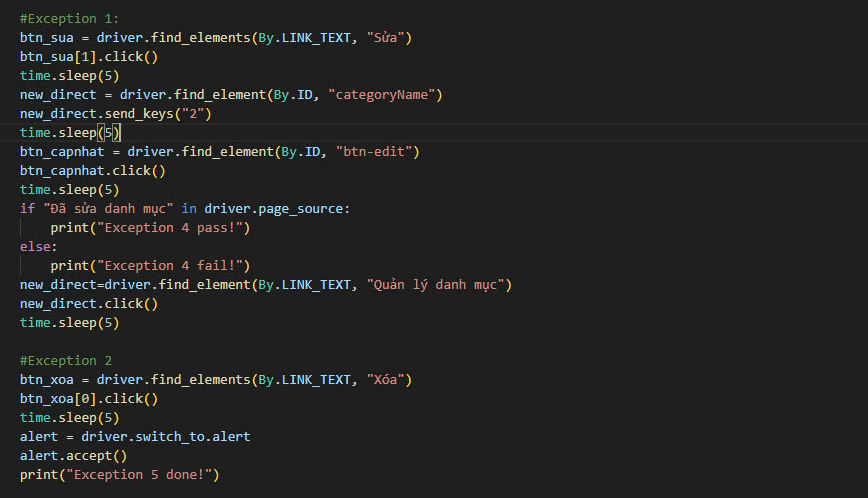 #Exception 1:
btn_sua = driver.find_elements(By.LINK_TEXT, "Sửa")
btn_sua[1].click()
time.sleep(5)
new_direct = driver.find_element(By.ID, "categoryName")
new_direct.send_keys("2")
time.sleep(5)
btn_capnhat = driver.find_element(By.ID, "btn-edit")
btn_capnhat.click()
time.sleep(5)
if "Đã sửa danh mục" in driver.page_source:
    print("Exception 4 pass!")
else:
    print("Exception 4 fail!")
new_direct=driver.find_element(By.LINK_TEXT, "Quản lý danh mục")
new_direct.click()
time.sleep(5)
#Exception 2
btn_xoa = driver.find_elements(By.LINK_TEXT, "Xóa")
btn_xoa[0].click()
time.sleep(5)
alert = driver.switch_to.alert
alert.accept()
print("Exception 5 done!")